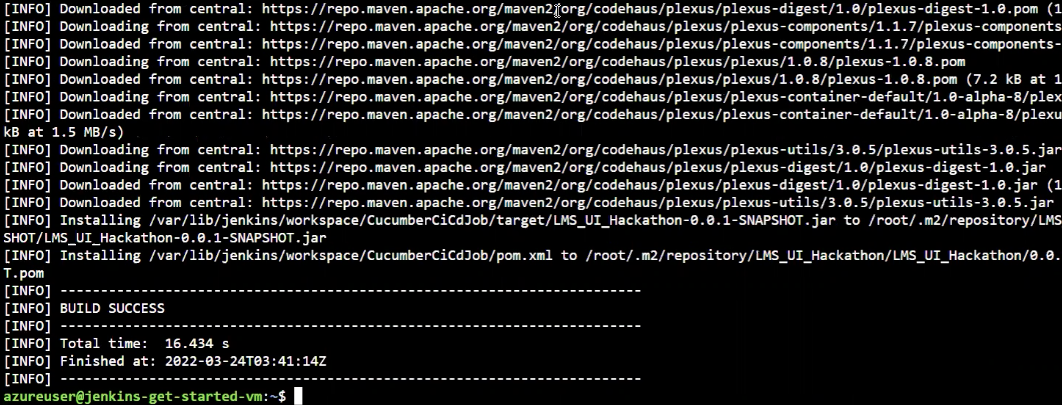 [INFO] Downloaded from central: https://repo.maven.apache.org/maven2/org/codehaus/plexus/plexus-digest/1.0/plexus-digest-1.0.pom (1
[INFO] Downloading from central: https://repo.maven.apache.org/maven2/org/codehaus/plexus/plexus-components/1.1.7/plexus-components-
[INFO] Downloaded from central: https://repo.maven.apache.org/maven2/org/codehaus/plexus/plexus-components/1.1.7/plexus-components-
[INFO] Downloading from central: https://repo.maven.apache.org/maven2/org/codehaus/plexus/plexus/1.0.8/plexus-1.0.8.pom
[INFO] Downloaded from central: https://repo.maven.apache.org/maven2/org/codehaus/plexus/plexus/1.0.8/plexus-1.0.8.pom (7.2 kB at 1
[INFO] Downloading from central: https://repo.maven.apache.org/maven2/org/codehaus/plexus/plexus-container-default/1.0-alpha-8/plex
[INFO] Downloaded from central: https://repo.maven.apache.org/maven2/org/codehaus/plexus/plexus-container-default/1.0-alpha-8/plexu
kB at 1.5 MB/s)
[INFO] Downloading from central: https://repo.maven.apache.org/maven2/org/codehaus/plexus/plexus-utils/3.0.5/plexus-utils-3.0.5.jar
[INFO] Downloading from central: https://repo.maven.apache.org/maven2/org/codehaus/plexus/plexus-digest/1.0/plexus-digest-1.0.jar
[INFO] Downloaded from central: https://repo.maven.apache.org/maven2/org/codehaus/plexus/plexus-digest/1.0/plexus-digest-1.0.jar (1
[INFO] Downloaded from central: https://repo.maven.apache.org/maven2/org/codehaus/plexus/plexus-utils/3.0.5/plexus-utils-3.0.5.jar
[INFO] Installing /var/lib/jenkins/workspace/CucumberCiCdJob/target/LMS_UI_Hackathon-0.0.1-SNAPSHOT.jar to /root/.m2/repository/LMS
SHOT/LMS_UI_Hackathon-0.0.1-SNAPSHOT.jar
[INFO] Installing /var/lib/jenkins/workspace/CucumberCiCdJob/pom.xml to /root/.m2/repository/LMS_UI_Hackathon/LMS_UI_Hackathon/0.0.
T.pom
[INFO] ------------------------------------------------------------------------
[INFO] BUILD SUCCESS
[INFO] ------------------------------------------------------------------------
[INFO] Total time:  16.434 s
[INFO] Finished at: 2022-03-24T03:41:14Z
[INFO] ------------------------------------------------------------------------
azureuser@jenkins-get-started-vm:~$